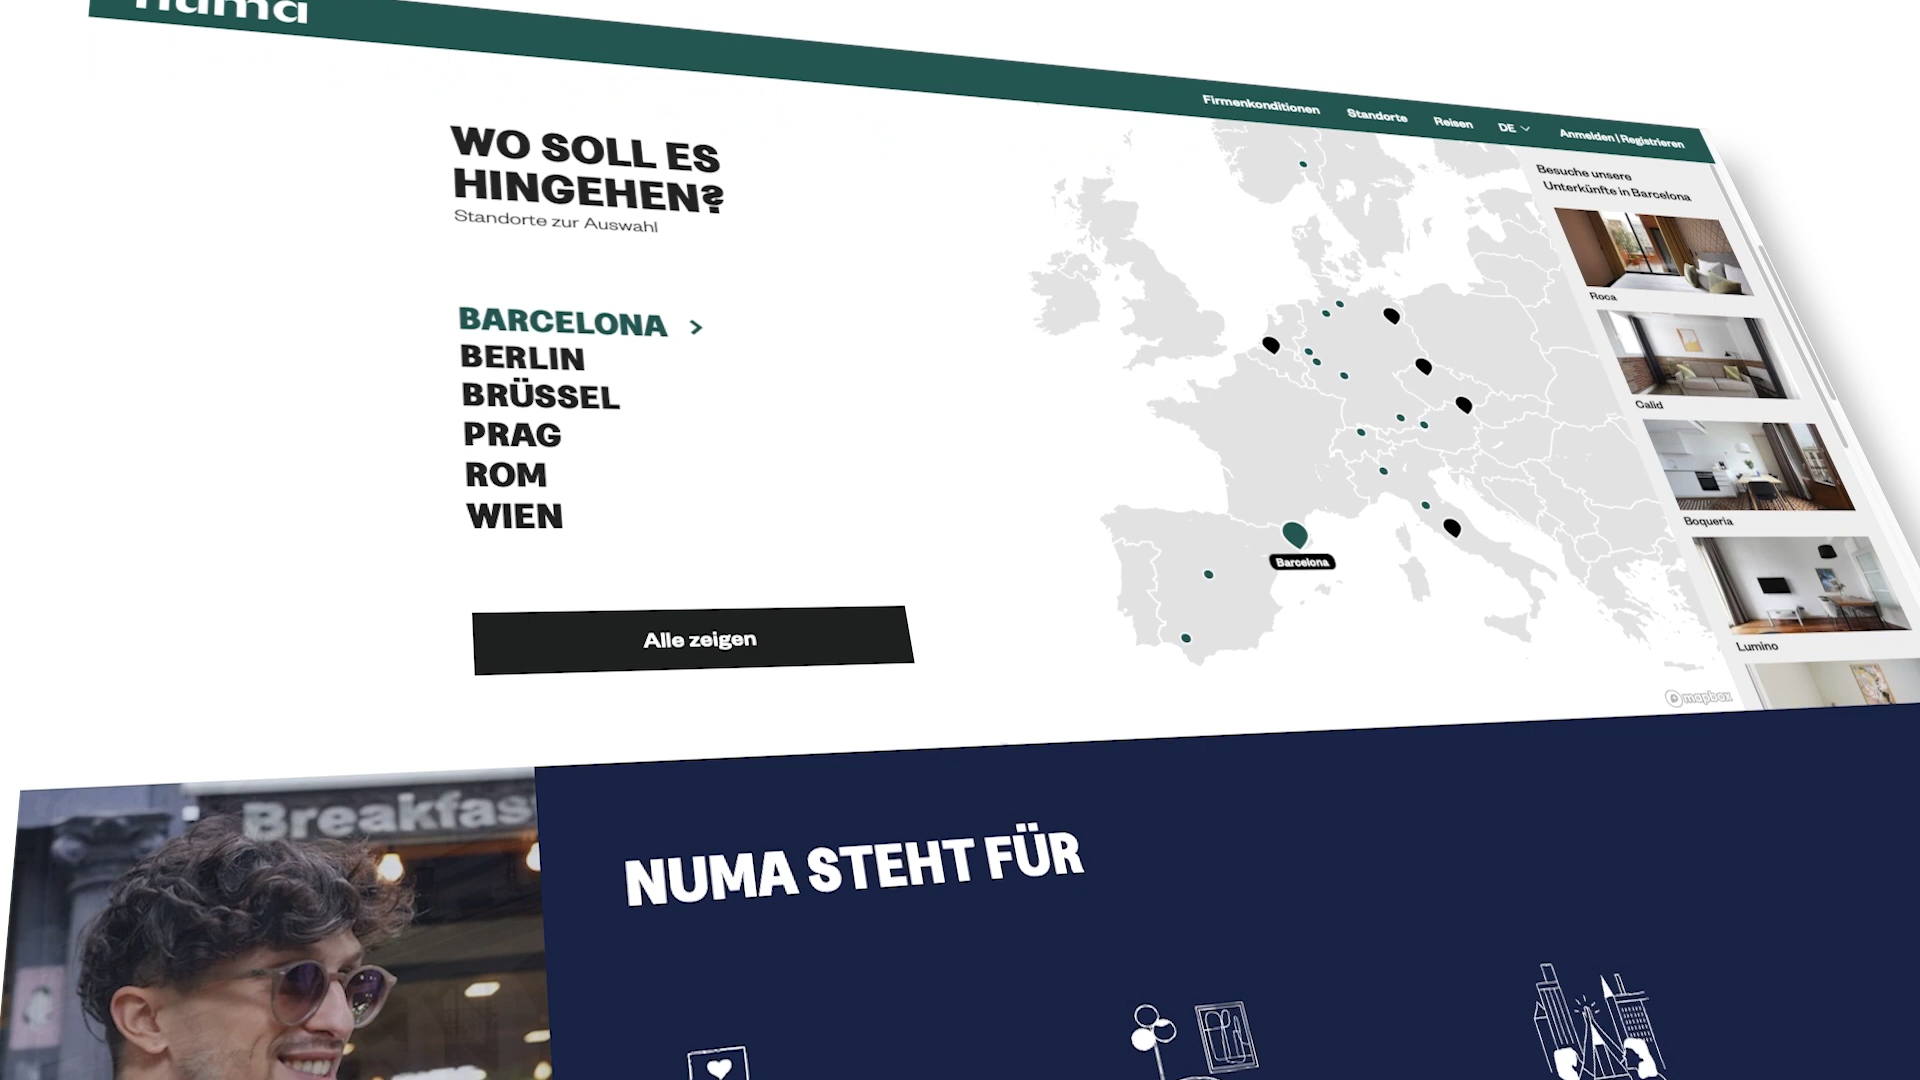 numa
Firmenkonditionen
Standorte
Reisen
DE
Anmelden | Registrieren
WO SOLL ES
HINGEHEN?
Standorte zur Auswahl
BARCELONA >
BERLIN
BRÜSSEL
PRAG
ROM
WIEN
Alle zeigen
Barcelona
mapbox
Besuche unsere
Unterkünfte in Barcelona
Roca
Calid
Boqueria
Lumino
Breakfas
NUMA STEHT FÜR